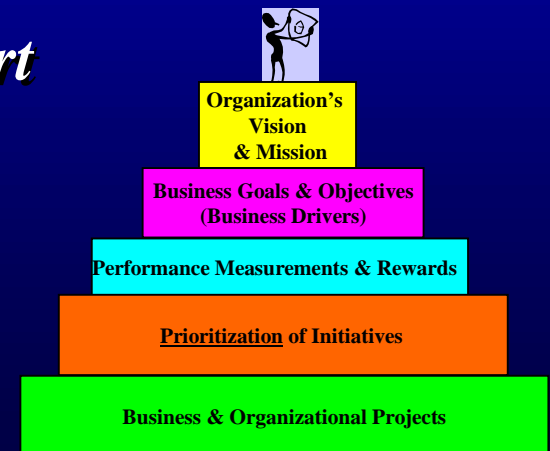 rt
Organization's
Vision
& Mission
Business Goals & Objectives
(Business Drivers)
Performance Measurements & Rewards
Prioritization of Initiatives
Business & Organizational Projects